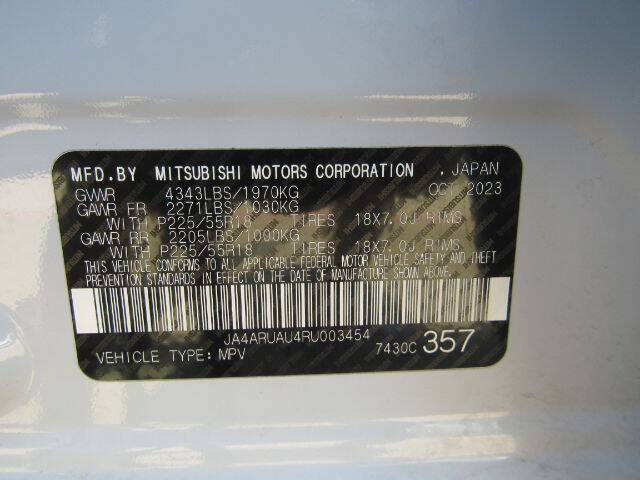 MFD.BY MITSUBISHI MOTORS CORPORATION , JAPAN
GVWR 4343LBS/1970KG OCT 2023
GAWR FR 2271LBS/1030KG
WITH P225/55R18 TIRES 18X7.0J RIMS,
GAWR RR 2205LBS/1000KG
WITH P225/55R18 TIRES 18X7.0J RIMS.
THIS VEHICLE CONFORMS TO ALL APPLICABLE FEDERAL MOTOR VEHICLE SAFETY AND THEFT
PREVENTION STANDARDS IN EFFECT ON THE DATE OF MANUFACTURE SHOWN ABOVE.
JA4ARUAU4RU003454
VEHICLE TYPE: MPV 7430C 357